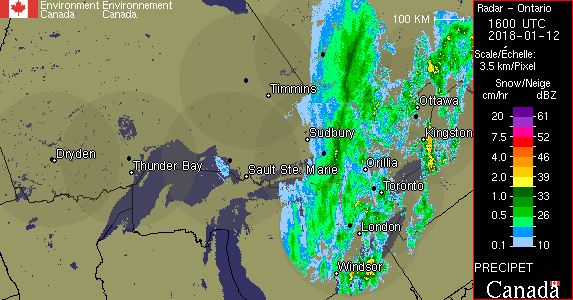 Environment Environnement
Canada Canada
100 KM
Radar - Ontario
1600 UTC
2018-01-12
Scale/Échelle:
3.5 km/Pixel
Snow/Neige
cm/hr dBZ
20 61
7.5 52
4.0 46
2.0 39
1.0 33
0.5 26
0.1 10
PRECIPET
Canada
Timmins
Ottawa
Sudbury
Kingston
Dryden
Thunder Bay
Sault Ste. Marie
Orillia
Toronto
London
Windsor